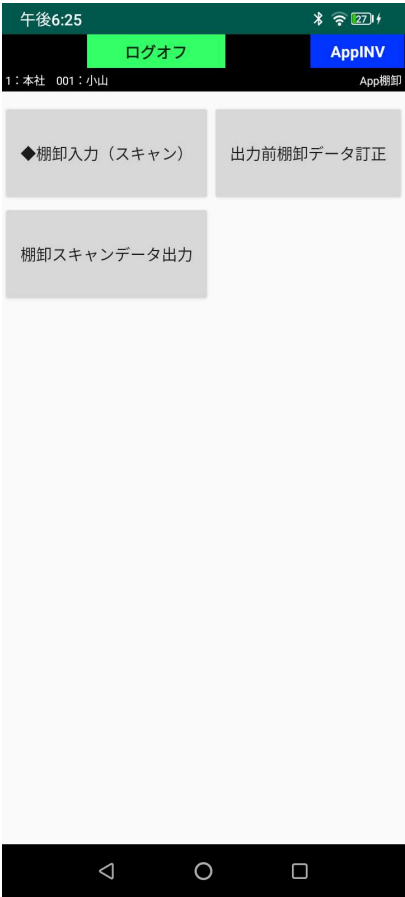 午後6:25
27
ログオフ
AppINV
1：本社 001：小山
App棚卸
◆棚卸入力（スキャン）
出力前棚卸データ訂正
棚卸スキャンデータ出力